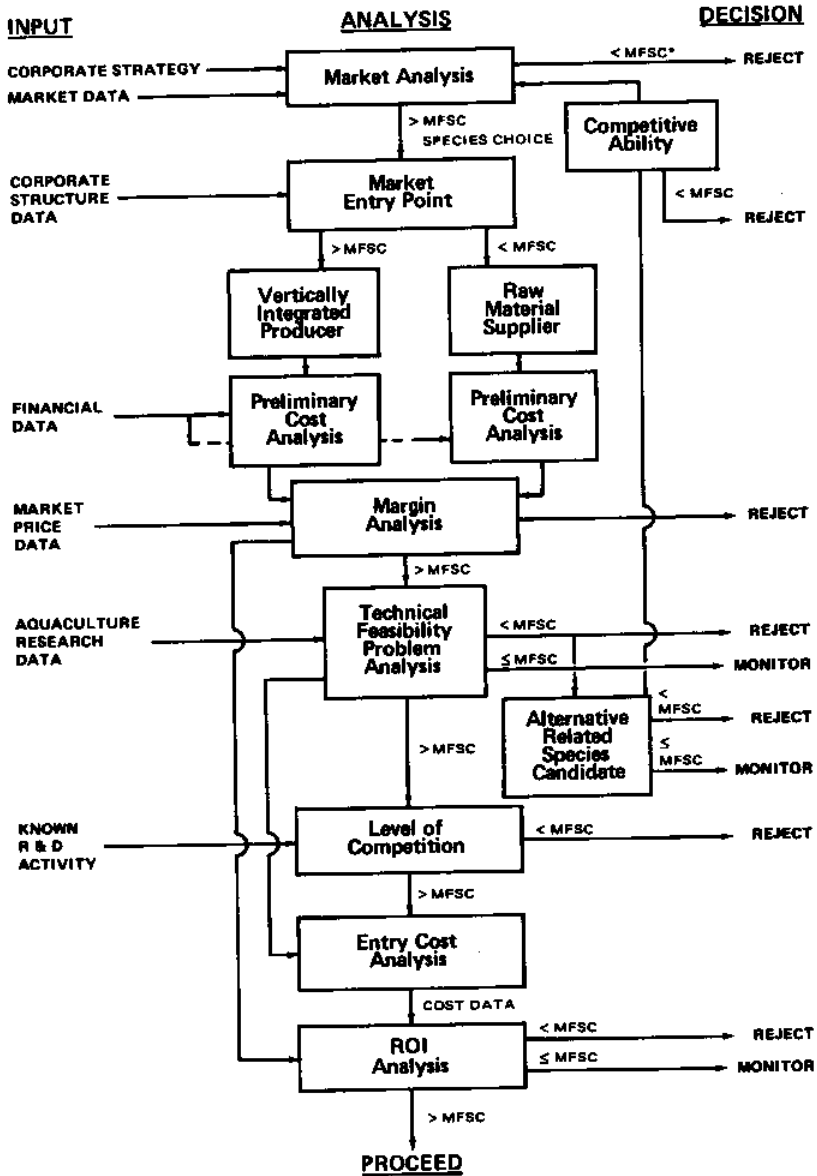 INPUT
ANALYSIS
DECISION
CORPORATE STRATEGY
MARKET DATA
Market Analysis
< MFSC*
REJECT
> MFSC
SPECIES CHOICE
Competitive
Ability
< MFSC
REJECT
CORPORATE
STRUCTURE
DATA
Market
Entry Point
> MFSC
< MFSC
Vertically
Integrated
Producer
Raw
Material
Supplier
FINANCIAL
DATA
Preliminary
Cost
Analysis
Preliminary
Cost
Analysis
MARKET
PRICE
DATA
Margin
Analysis
REJECT
> MFSC
AQUACULTURE
RESEARCH
DATA
Technical
Feasibility
Problem
Analysis
< MFSC
REJECT
≤ MFSC
MONITOR
Alternative
Related
Species
Candidate
<
MFSC
REJECT
≤
MFSC
MONITOR
> MFSC
KNOWN
R & D
ACTIVITY
Level of
Competition
< MFSC
REJECT
> MFSC
Entry Cost
Analysis
COST DATA
ROI
Analysis
< MFSC
REJECT
≤ MFSC
MONITOR
> MFSC
PROCEED